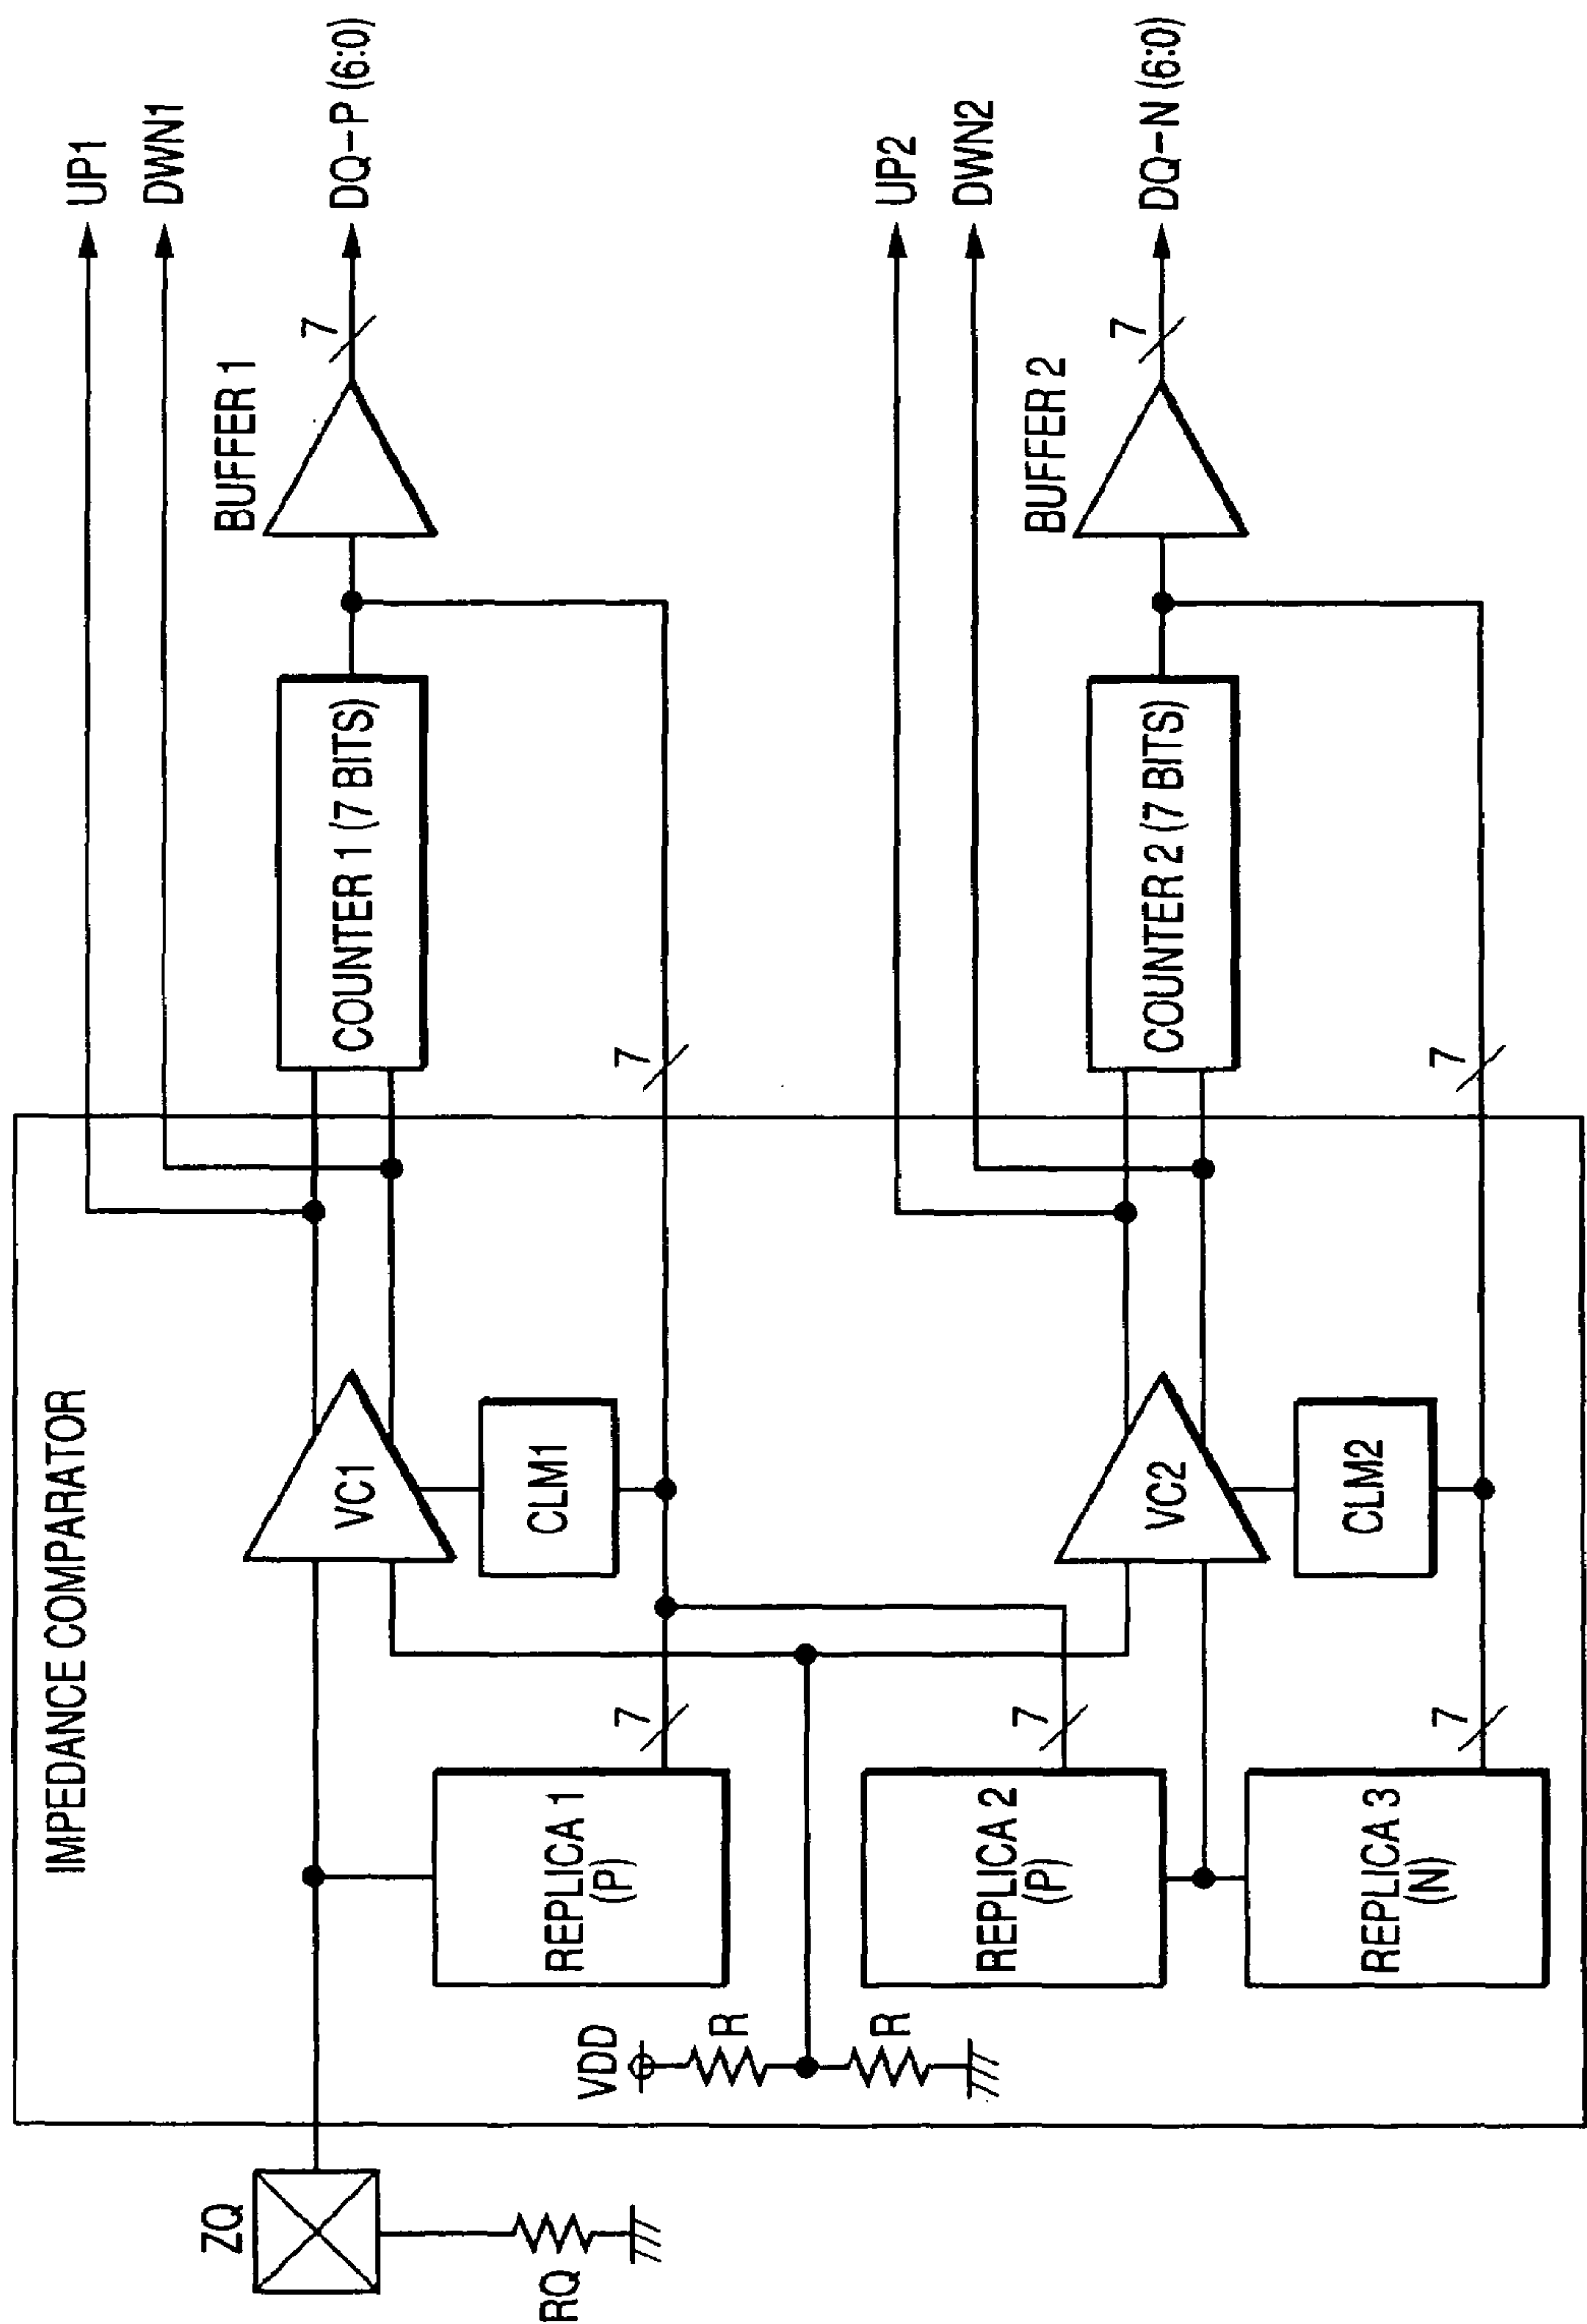 IMPEDANCE COMPARATOR
UP1
DWN1
ZQ
RQ
VC1
CLM1
COUNTER 1 (7 BITS)
BUFFER 1
7
DQ-P (6:0)
REPLICA 1
(P)
7
7
VDD
R
R
UP2
DWN2
REPLICA 2
(P)
7
VC2
CLM2
COUNTER 2 (7 BITS)
BUFFER 2
7
DQ-N (6:0)
REPLICA 3
(N)
7
7